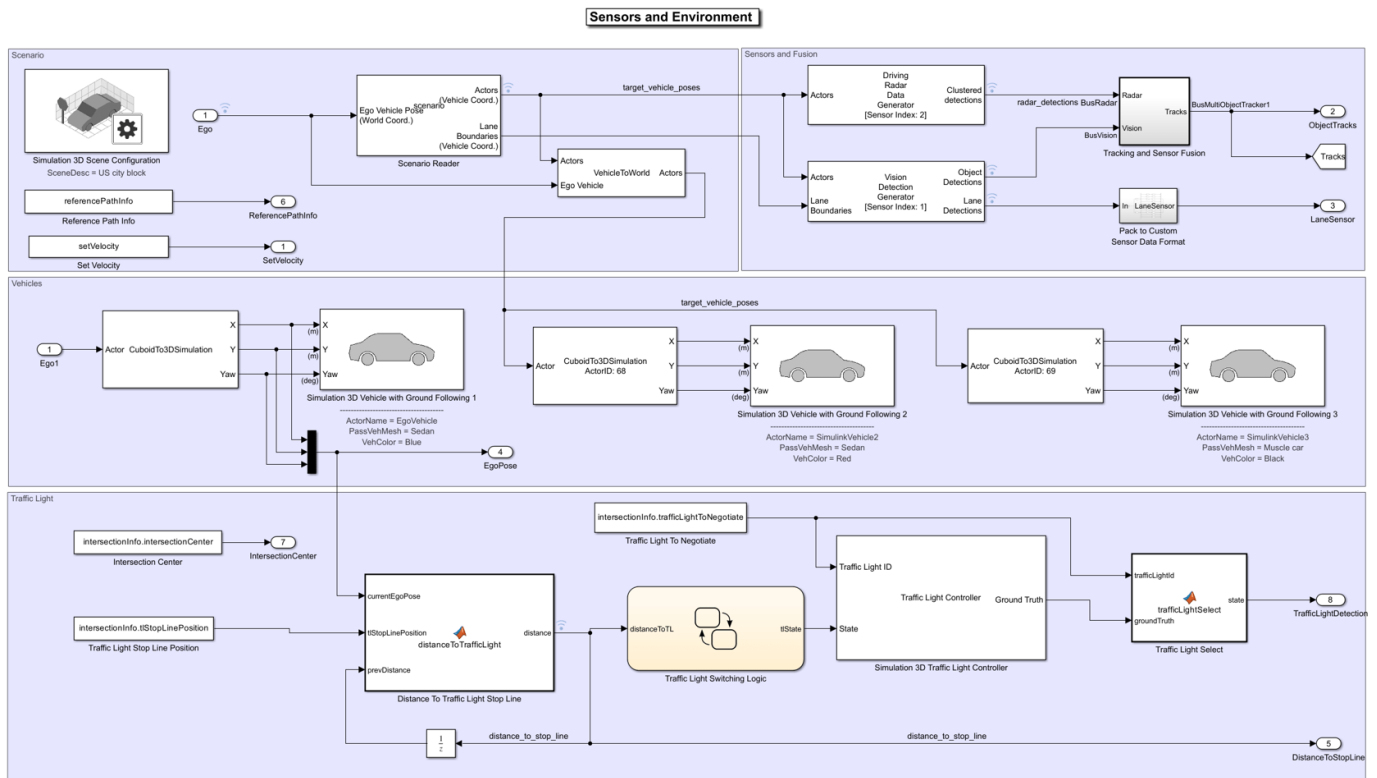 Sensors and Environment
Scenario
Simulation 3D Scene Configuration
SceneDesc = US city block
referencePathInfo
Reference Path Info
6
ReferencePathInfo
setVelocity
Set Velocity
1
SetVelocity
1
Ego
Ego Vehicle Pose
(World Coord.)
scenario
Actors
(Vehicle Coord.)
Lane
Boundaries
(Vehicle Coord.)
Scenario Reader
Actors
Ego Vehicle
VehicleToWorld
Actors
target_vehicle_poses
Sensors and Fusion
Actors
Driving
Radar
Data
Generator
[Sensor Index: 2]
Clustered
detections
radar_detections
BusRadar
BusVision
Actors
Lane
Boundaries
Vision
Detection
Generator
[Sensor Index: 1]
Object
Detections
Lane
Detections
Radar
Vision
Tracks
Tracking and Sensor Fusion
BusMultiObjectTracker1
2
ObjectTracks
Tracks
In
LaneSensor
Pack to Custom
Sensor Data Format
3
LaneSensor
Vehicles
1
Ego1
Actor
CuboidTo3DSimulation
X
Y
Yaw
(m)
(m)
(deg)
X
Y
Yaw
Simulation 3D Vehicle with Ground Following 1
ActorName = EgoVehicle
PassVehMesh = Sedan
VehColor = Blue
4
EgoPose
target_vehicle_poses
Actor
CuboidTo3DSimulation
ActorID: 68
X
Y
Yaw
(m)
(m)
(deg)
X
Y
Yaw
Simulation 3D Vehicle with Ground Following 2
ActorName = SimulinkVehicle2
PassVehMesh = Sedan
VehColor = Red
Actor
CuboidTo3DSimulation
ActorID: 69
X
Y
Yaw
(m)
(m)
(deg)
X
Y
Yaw
Simulation 3D Vehicle with Ground Following 3
ActorName = SimulinkVehicle3
PassVehMesh = Muscle car
VehColor = Black
Traffic Light
intersectionInfo.intersectionCenter
Intersection Center
7
IntersectionCenter
intersectionInfo.tlStopLinePosition
Traffic Light Stop Line Position
currentEgoPose
tlStopLinePosition
prevDistance
distanceToTrafficLight
distance
Distance To Traffic Light Stop Line
1
z
distance_to_stop_line
intersectionInfo.trafficLightToNegotiate
Traffic Light To Negotiate
distanceToTL
tlState
Traffic Light Switching Logic
Traffic Light ID
State
Traffic Light Controller
Ground Truth
Simulation 3D Traffic Light Controller
trafficLightId
groundTruth
trafficLightSelect
state
Traffic Light Select
8
TrafficLightDetection
distance_to_stop_line
5
DistanceToStopLine